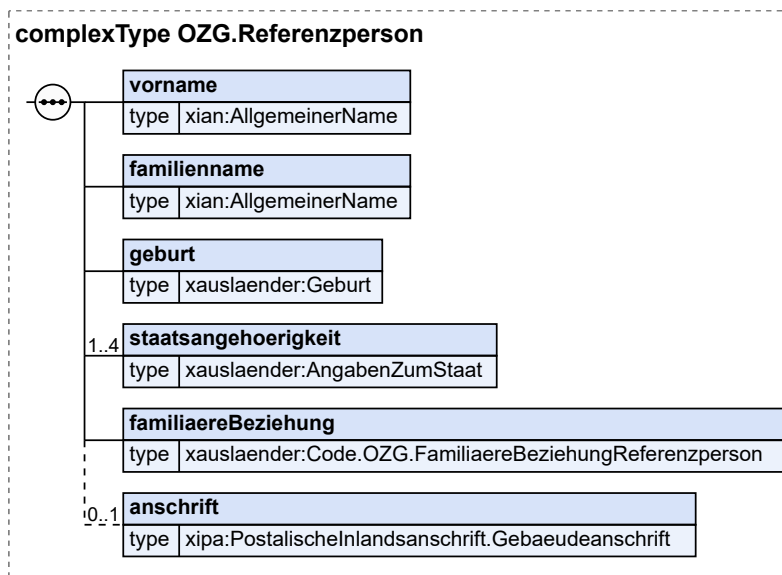 complexType OZG.Referenzperson
vorname
type xian:AllgemeinerName
familienname
type xian:AllgemeinerName
geburt
type xauslaender:Geburt
1..4 staatsangehoerigkeit
type xauslaender:AngabenZumStaat
familiaereBeziehung
type xauslaender:Code.OZG.FamiliaereBeziehungReferenzperson
0..1 anschrift
type xipa:PostalischeInlandsanschrift.Gebaeudeanschrift